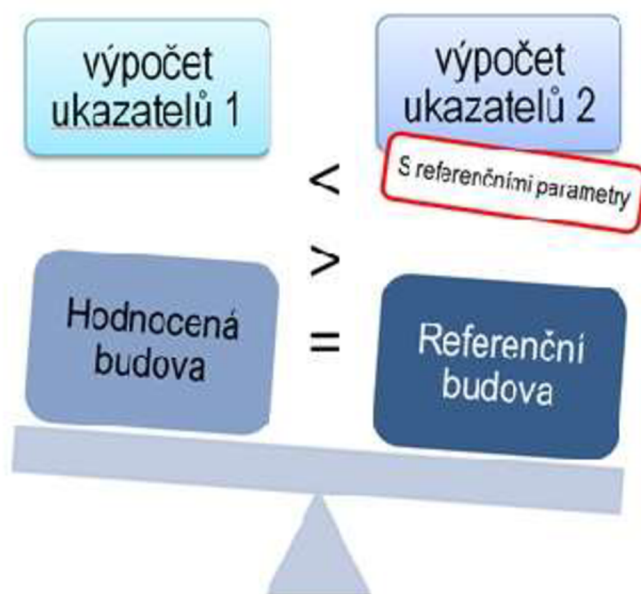 výpočet
ukazatelů 1
výpočet
ukazatelů 2
S referenčními parametry
<
>
=
Hodnocená
budova
Referenční
budova